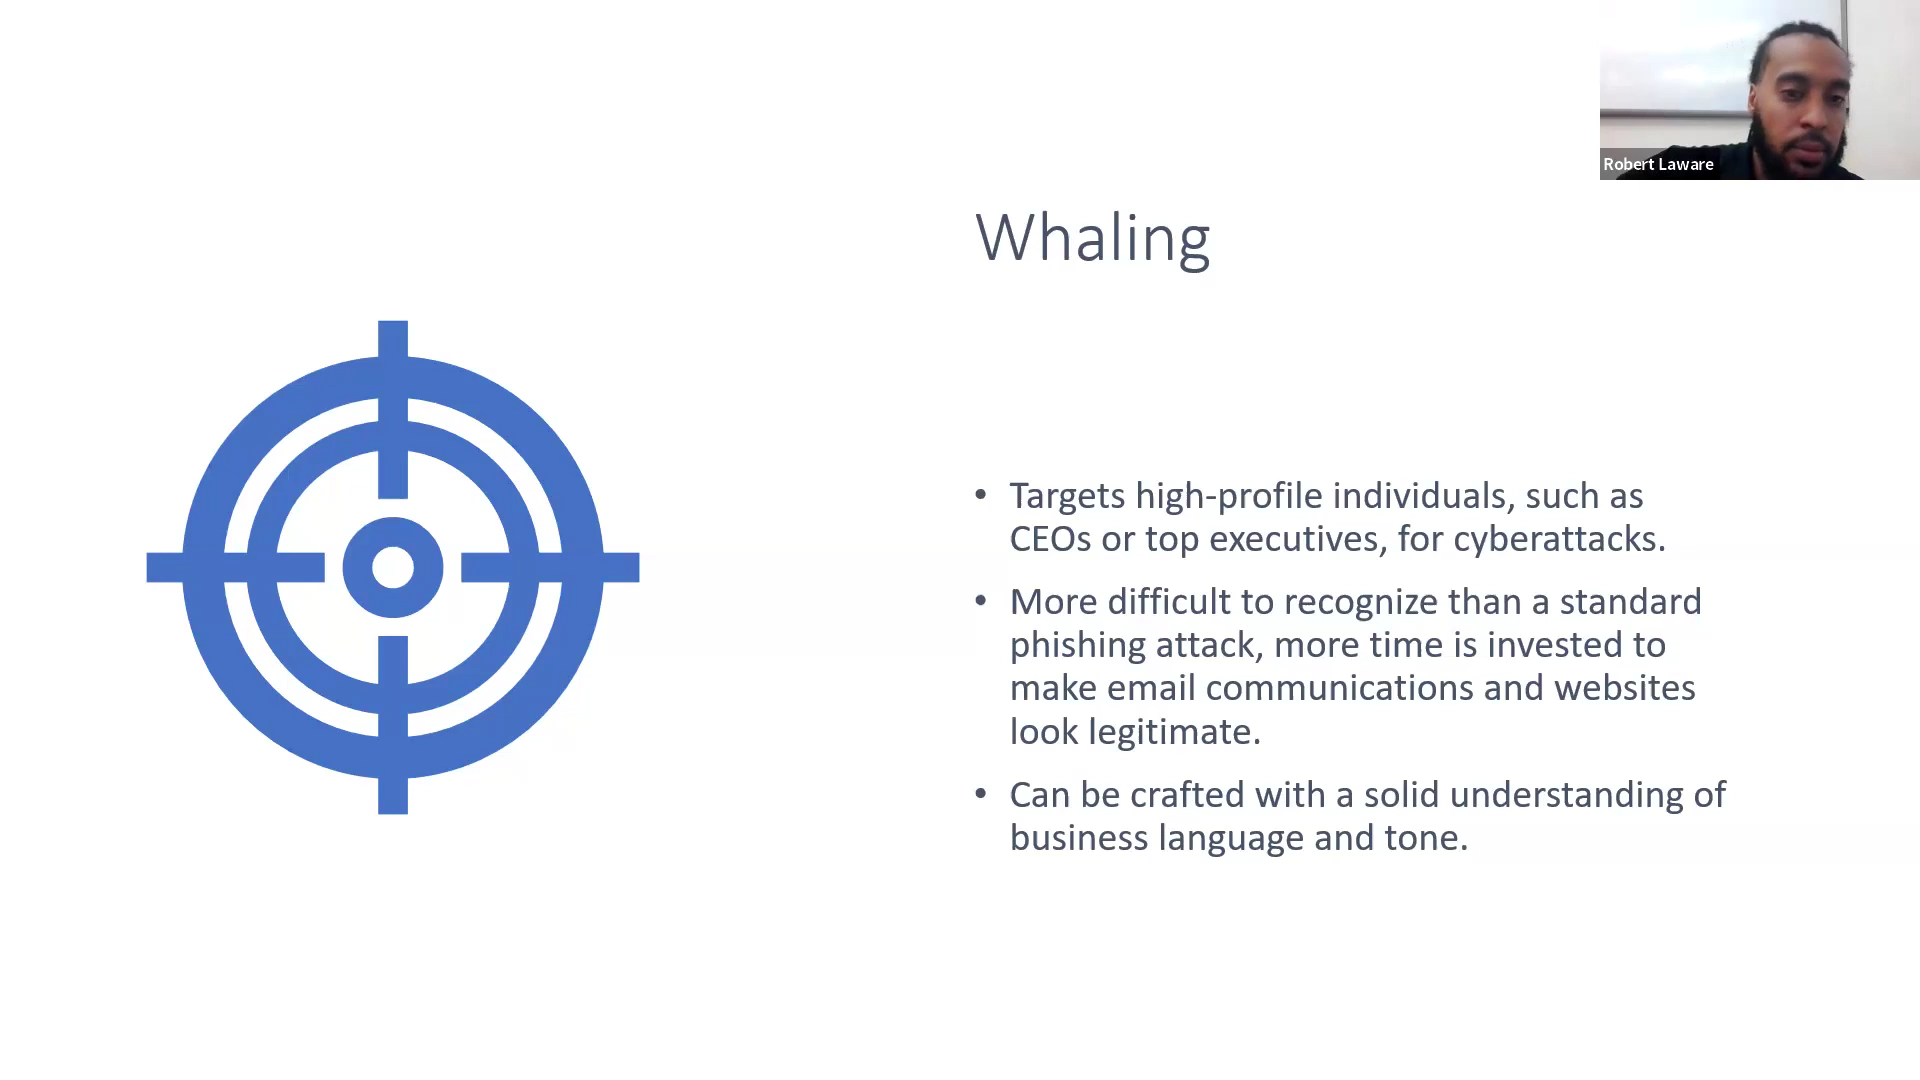 Robert Laware
Whaling
• Targets high-profile individuals, such as
CEOs or top executives, for cyberattacks.
• More difficult to recognize than a standard
phishing attack, more time is invested to
make email communications and websites
look legitimate.
• Can be crafted with a solid understanding of
business language and tone.